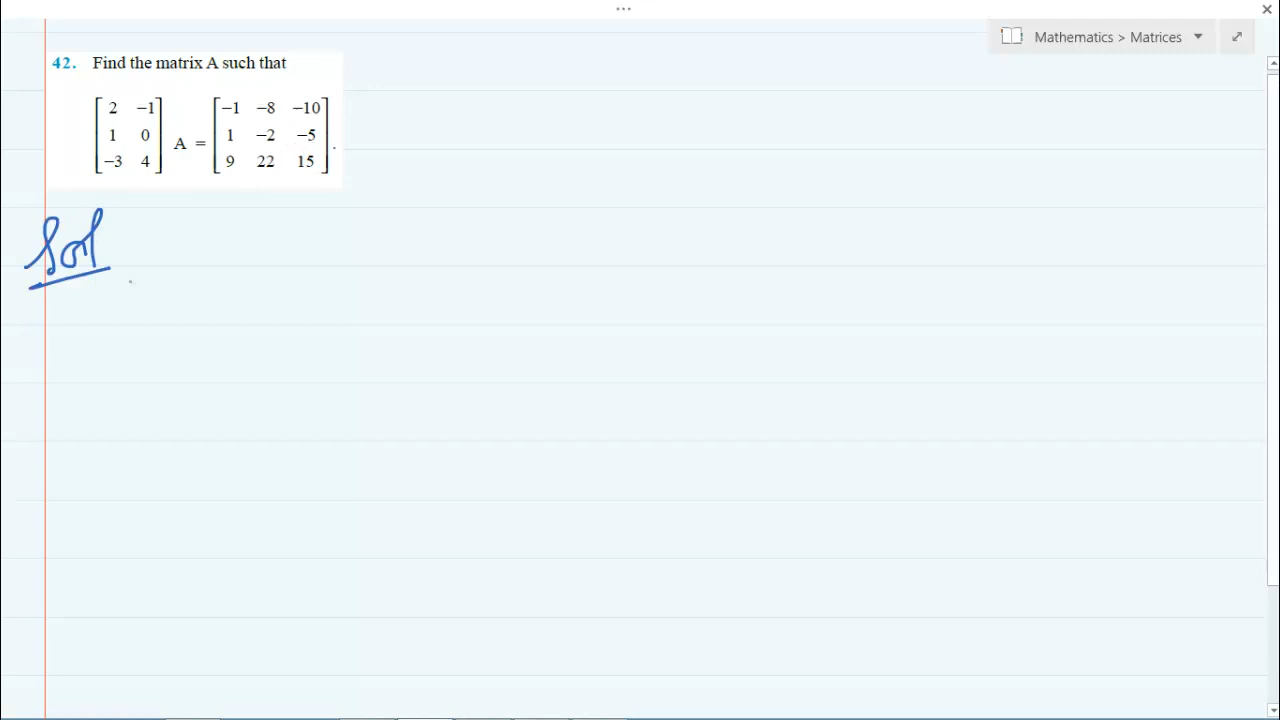 ...
Mathematics > Matrices
42. Find the matrix A such that
2 −1 −1 −8 −10
1 0 A = 1 −2 −5 .
−3 4 9 22 15
Sol